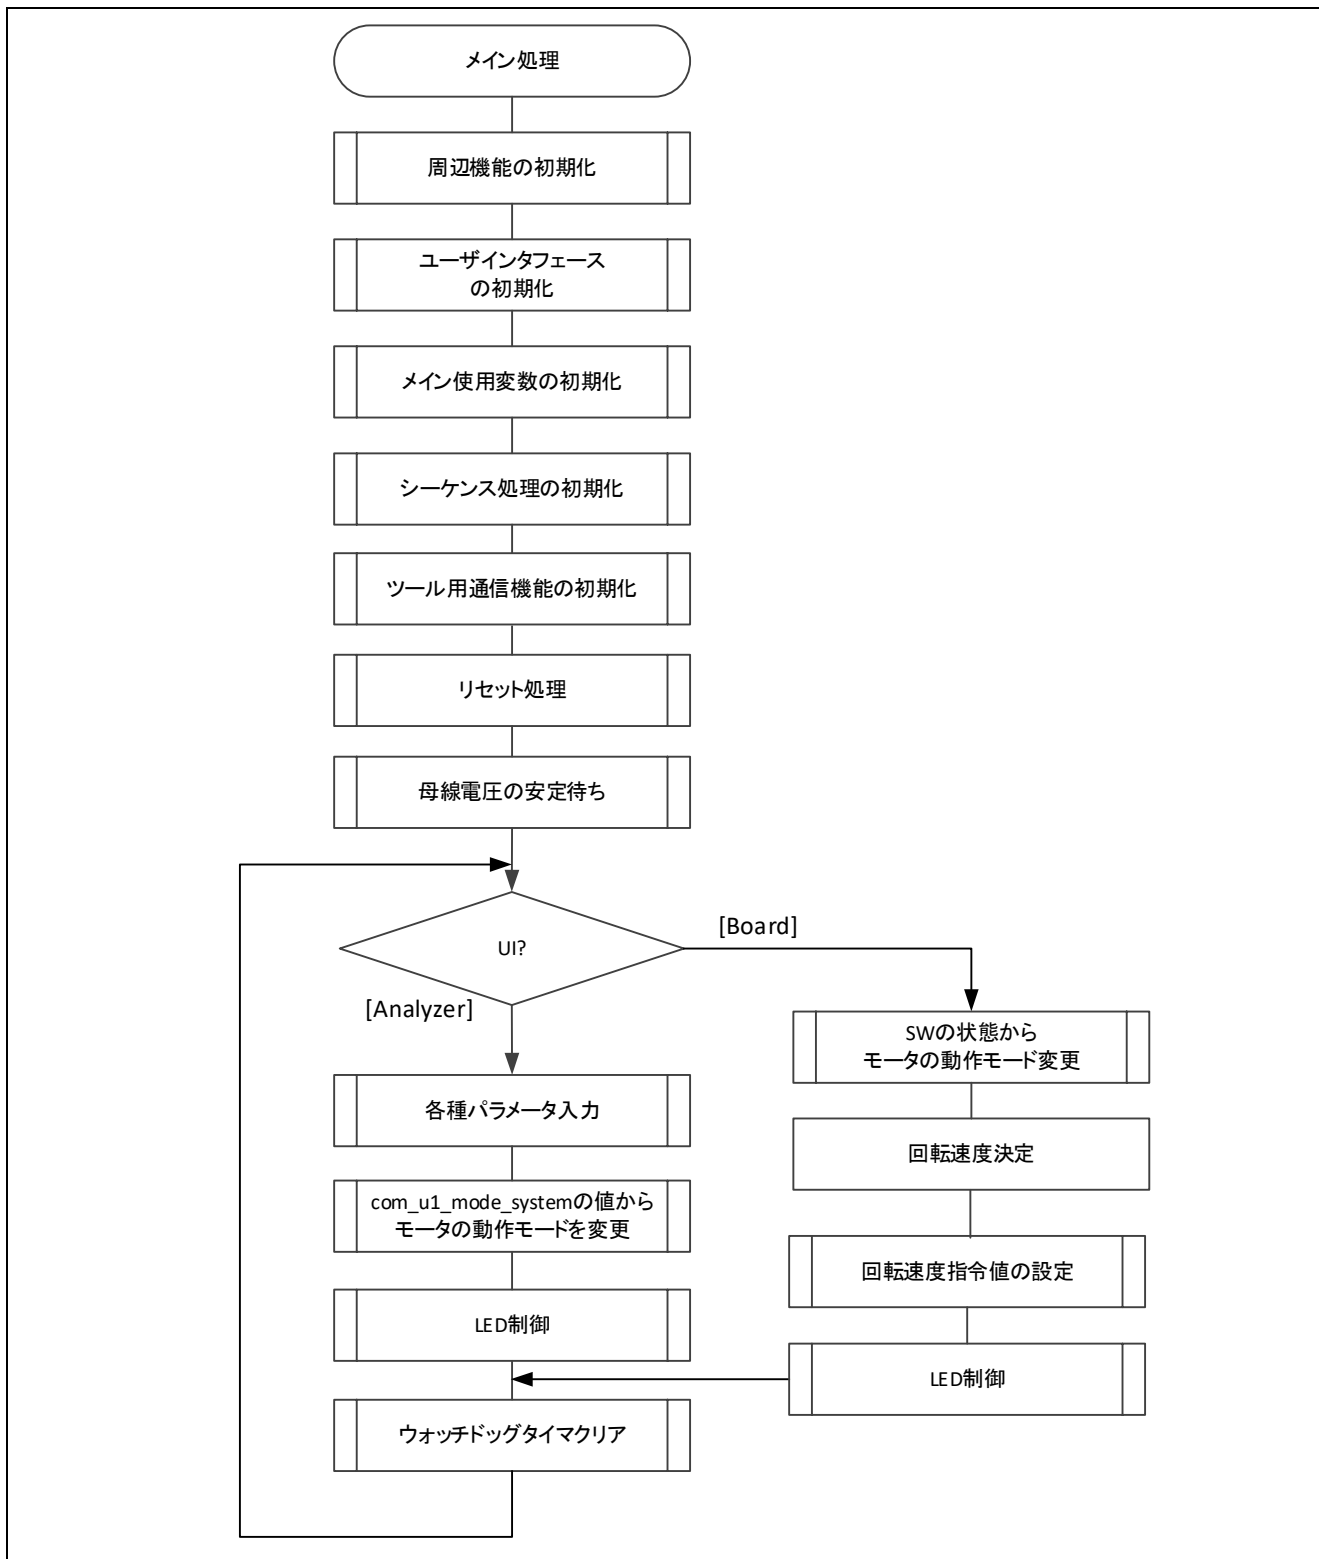 メイン処理
周辺機能の初期化
ユーザインタフェース
の初期化
メイン使用変数の初期化
シーケンス処理の初期化
ツール用通信機能の初期化
リセット処理
母線電圧の安定待ち
UI?
[Board]
[Analyzer]
SWの状態から
モータの動作モード変更
回転速度決定
回転速度指令値の設定
LED制御
各種パラメータ入力
com_u1_mode_systemの値から
モータの動作モードを変更
LED制御
ウォッチドッグタイマクリア